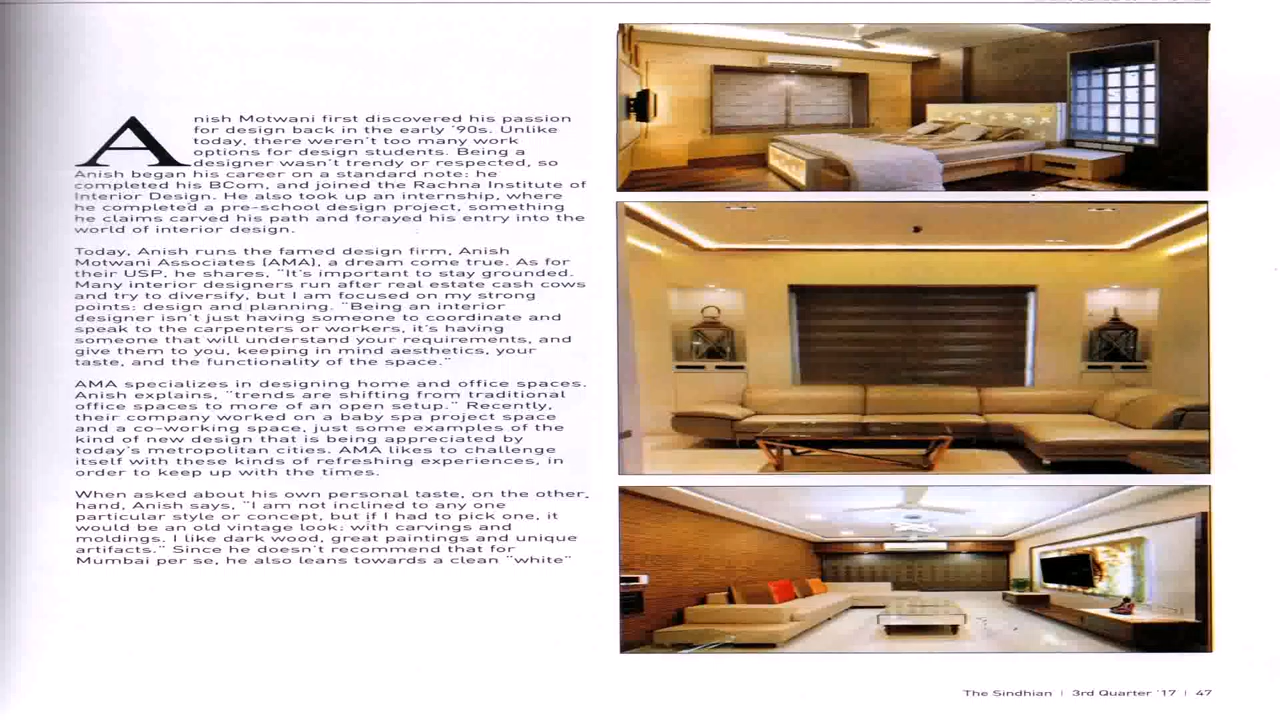 Anish Motwani first discovered his passion
for design back in the early '90s. Unlike
today, there weren't too many work
options for design students. Being a
designer wasn't trendy or respected, so
Anish began his career on a standard note: he
completed his BCom, and joined the Rachna Institute of
Interior Design. He also took up an internship, where
he completed a pre-school design project, something
he claims carved his path and forayed his entry into the
world of interior design.
Today, Anish runs the famed design firm, Anish
Motwani Associates (AMA), a dream come true. As for
their USP, he shares, "It's important to stay grounded.
Many interior designers run after real estate cash cows
and try to diversify, but I am focused on my strong
points: design and planning. "Being an interior
designer isn't just having someone to coordinate and
speak to the carpenters or workers, it's having
someone that will understand your requirements, and
give them to you, keeping in mind aesthetics, your
taste, and the functionality of the space."
AMA specializes in designing home and office spaces.
Anish explains, "trends are shifting from traditional
office spaces to more of an open setup." Recently,
their company worked on a baby spa project space
and a co-working space, just some examples of the
kind of new design that is being appreciated by
today's metropolitan cities. AMA likes to challenge
itself with these kinds of refreshing experiences, in
order to keep up with the times.
When asked about his own personal taste, on the other,
hand, Anish says, "I am not inclined to any one
particular style or concept, but if I had to pick one, it
would be an old vintage look: with carvings and
moldings. I like dark wood, great paintings and unique
artifacts." Since he doesn't recommend that for
Mumbai per se, he also leans towards a clean "white"
The Sindhian | 3rd Quarter '17 | 47